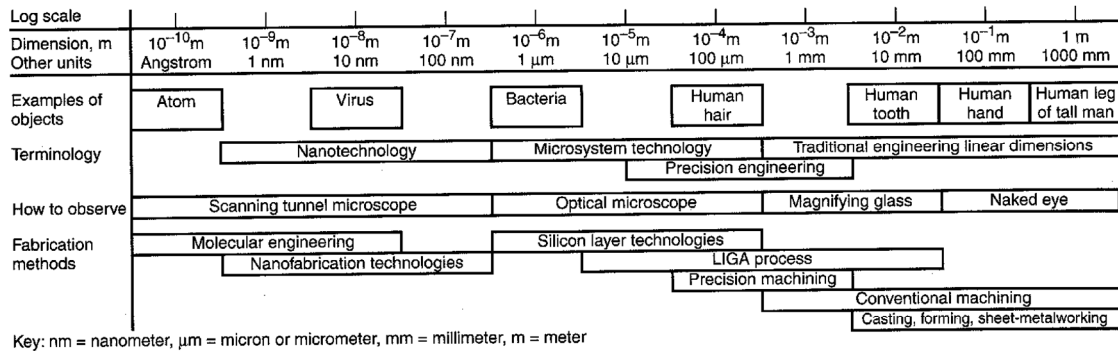 Log scale
Dimension, m 10⁻¹⁰m 10⁻⁹m 10⁻⁸m 10⁻⁷m 10⁻⁶m 10⁻⁵m 10⁻⁴m 10⁻³m 10⁻²m 10⁻¹m 1 m
Other units Angstrom 1 nm 10 nm 100 nm 1 μm 10 μm 100 μm 1 mm 10 mm 100 mm 1000 mm
Examples of Atom Virus Bacteria Human Human Human Human leg
objects hair tooth hand of tall man
Terminology Nanotechnology Microsystem technology Traditional engineering linear dimensions
Precision engineering
How to observe Scanning tunnel microscope Optical microscope Magnifying glass Naked eye
Fabrication Molecular engineering Silicon layer technologies
methods Nanofabrication technologies LIGA process
Precision machining
Conventional machining
Casting, forming, sheet-metalworking
Key: nm = nanometer, μm = micron or micrometer, mm = millimeter, m = meter